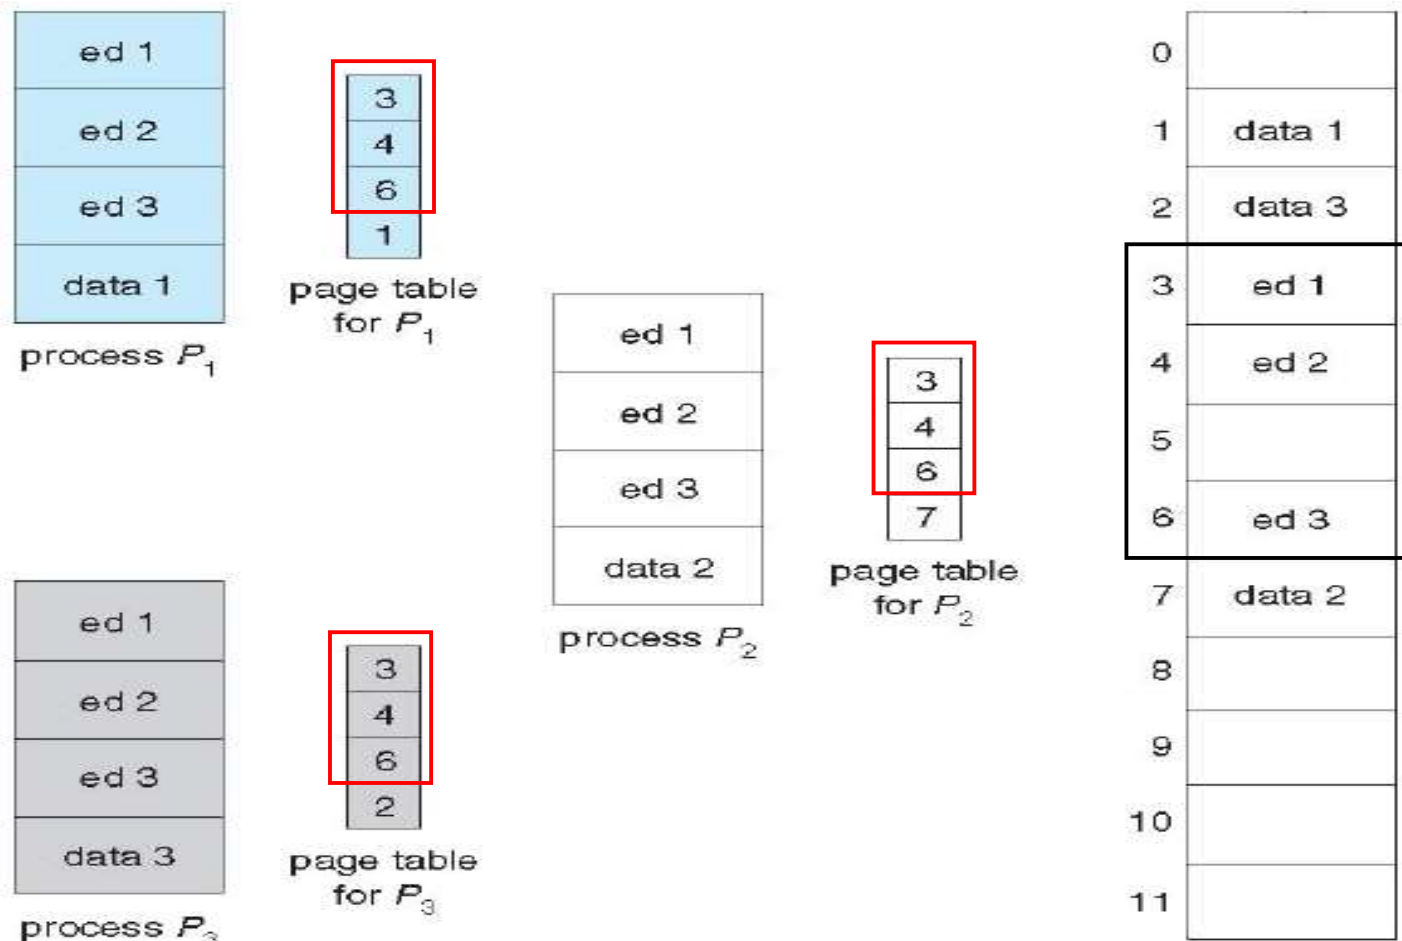 ed 1
ed 2
ed 3
data 1
process P1
3
4
6
1
page table
for P1
ed 1
ed 2
ed 3
data 2
process P2
3
4
6
7
page table
for P2
ed 1
ed 2
ed 3
data 3
process P3
3
4
6
2
page table
for P3
0
1 data 1
2 data 3
3 ed 1
4 ed 2
5
6 ed 3
7 data 2
8
9
10
11